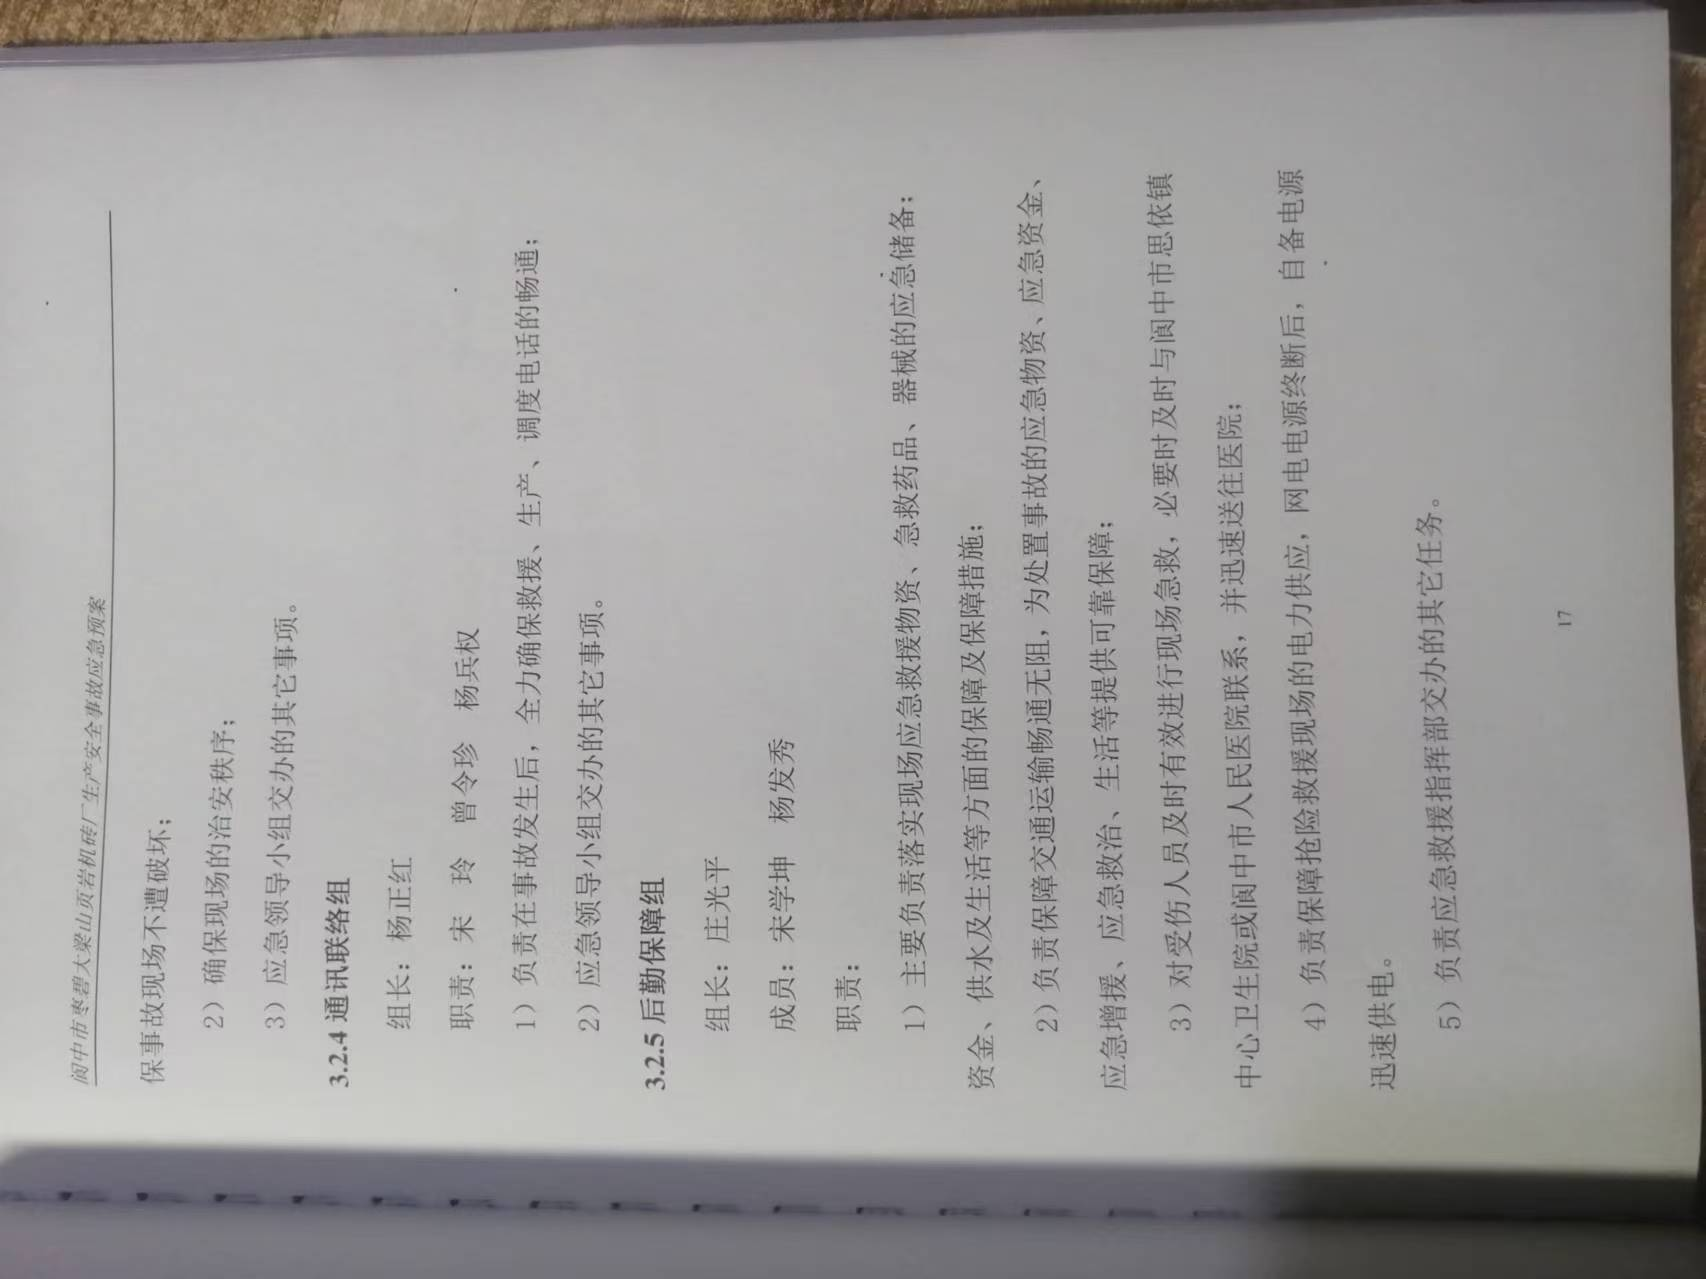 阆中市枣碧大梁山页岩机砖厂生产安全事故应急预案
保事故现场不遭破坏；
2）确保现场的治安秩序；
3）应急领导小组交办的其它事项。
3.2.4 通讯联络组
组长：杨正红
职责：宋 玲 曾令珍 杨兵权
1）负责在事故发生后，全力确保救援、生产、调度电话的畅通；
2）应急领导小组交办的其它事项。
3.2.5 后勤保障组
组长：庄光平
成员：宋学坤 杨发秀
职责：
1）主要负责落实现场应急救援物资、急救药品、器械的应急储备；
资金、供水及生活等方面的保障及保障措施；
2）负责保障交通运输畅通无阻，为处置事故的应急物资、应急资金、
应急增援、应急救治、生活等提供可靠保障；
3）对受伤人员及时有效进行现场急救，必要时及时与阆中市思依镇
中心卫生院或阆中市人民医院联系，并迅速送往医院；
4）负责保障抢险救援现场的电力供应，网电电源终断后，自备电源
迅速供电。
5）负责应急救援指挥部交办的其它任务。
17